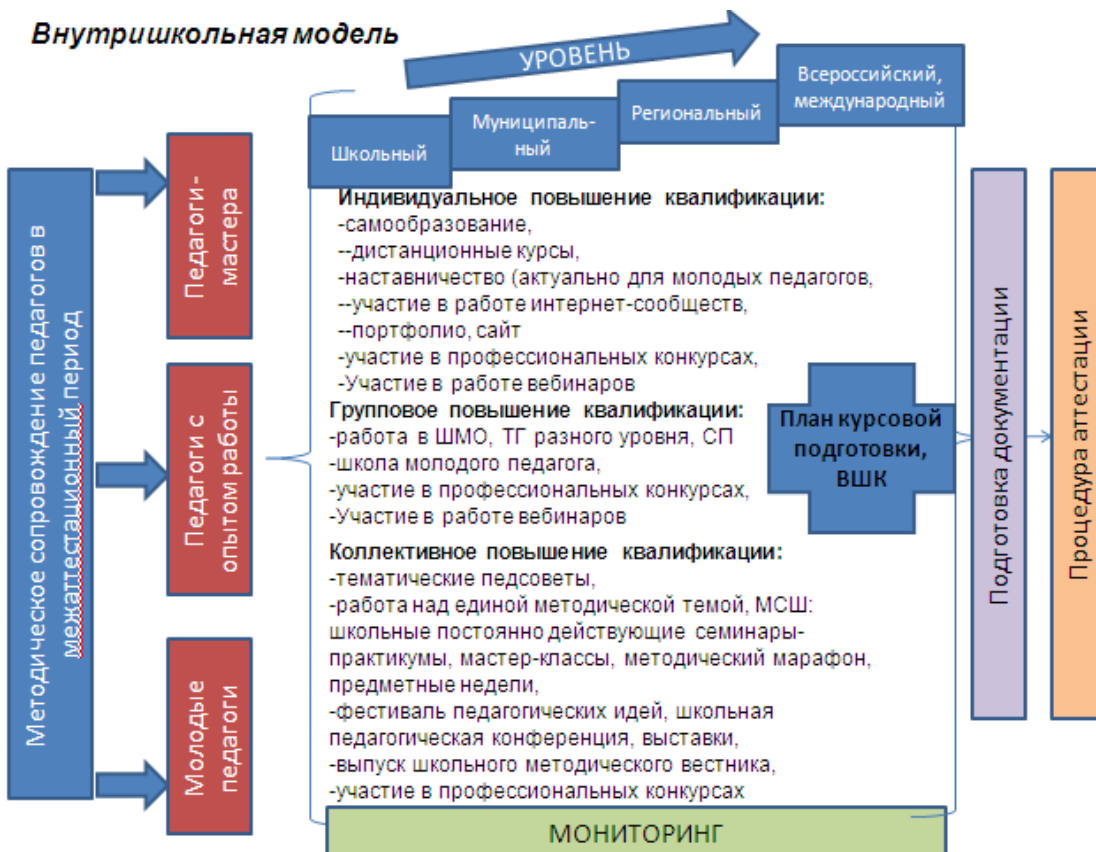 Внутришкольная модель
УРОВЕНЬ
Школьный
Муниципаль-
ный
Региональный
Всероссийский,
международный
Методическое сопровождение педагогов в
межаттестационный период
Педагоги-
мастера
Педагоги с
опытом работы
Молодые
педагоги
Индивидуальное повышение квалификации:
-самообразование,
--дистанционные курсы,
-наставничество (актуально для молодых педагогов,
--участие в работе интернет-сообществ,
--портфолио, сайт
-участие в профессиональных конкурсах,
-Участие в работе вебинаров
Групповое повышение квалификации:
-работа в ШМО, ТГ разного уровня, СП
-школа молодого педагога,
-участие в профессиональных конкурсах,
-Участие в работе вебинаров
Коллективное повышение квалификации:
-тематические педсоветы,
-работа над единой методической темой, МСШ:
школьные постоянно действующие семинары-
практикумы, мастер-классы, методический марафон,
предметные недели,
-фестиваль педагогических идей, школьная
педагогическая конференция, выставки,
-выпуск школьного методического вестника,
-участие в профессиональных конкурсах
План курсовой
подготовки,
ВШК
Подготовка документации
Процедура аттестации
МОНИТОРИНГ